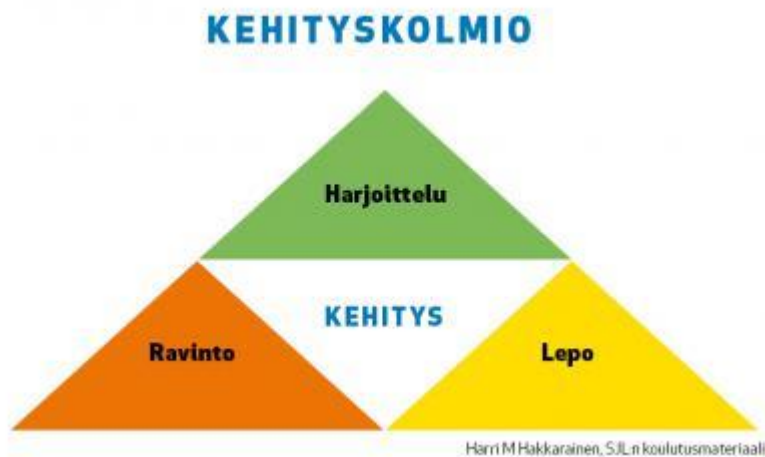 KEHITYSKOLMIO
Harjoittelu
KEHITYS
Ravinto
Lepo
Harri M Hakkarainen, SJL:n koulutusmateriaali